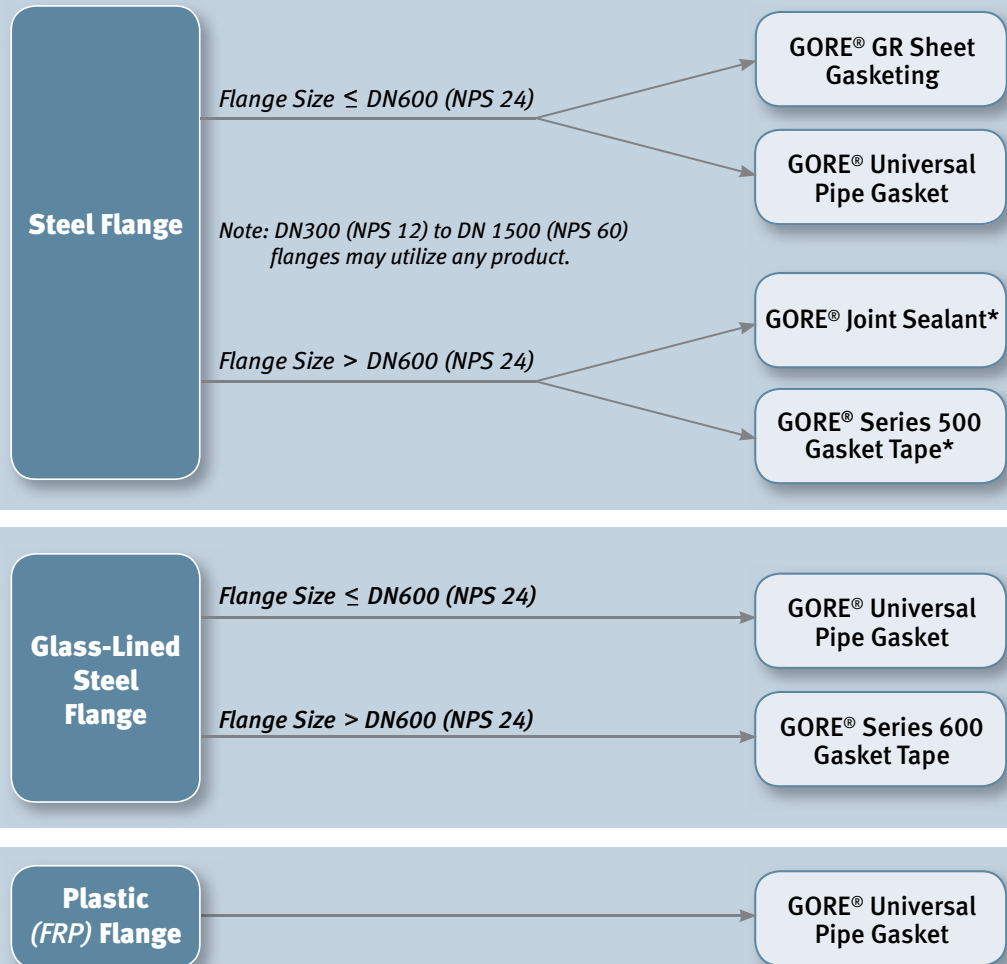 Steel Flange
Flange Size ≤ DN600 (NPS 24)
GORE® GR Sheet
Gasketing
GORE® Universal
Pipe Gasket
Note: DN300 (NPS 12) to DN 1500 (NPS 60)
flanges may utilize any product.
Flange Size > DN600 (NPS 24)
GORE® Joint Sealant*
GORE® Series 500
Gasket Tape*
Glass-Lined
Steel
Flange
Flange Size ≤ DN600 (NPS 24)
GORE® Universal
Pipe Gasket
Flange Size > DN600 (NPS 24)
GORE® Series 600
Gasket Tape
Plastic
(FRP) Flange
GORE® Universal
Pipe Gasket